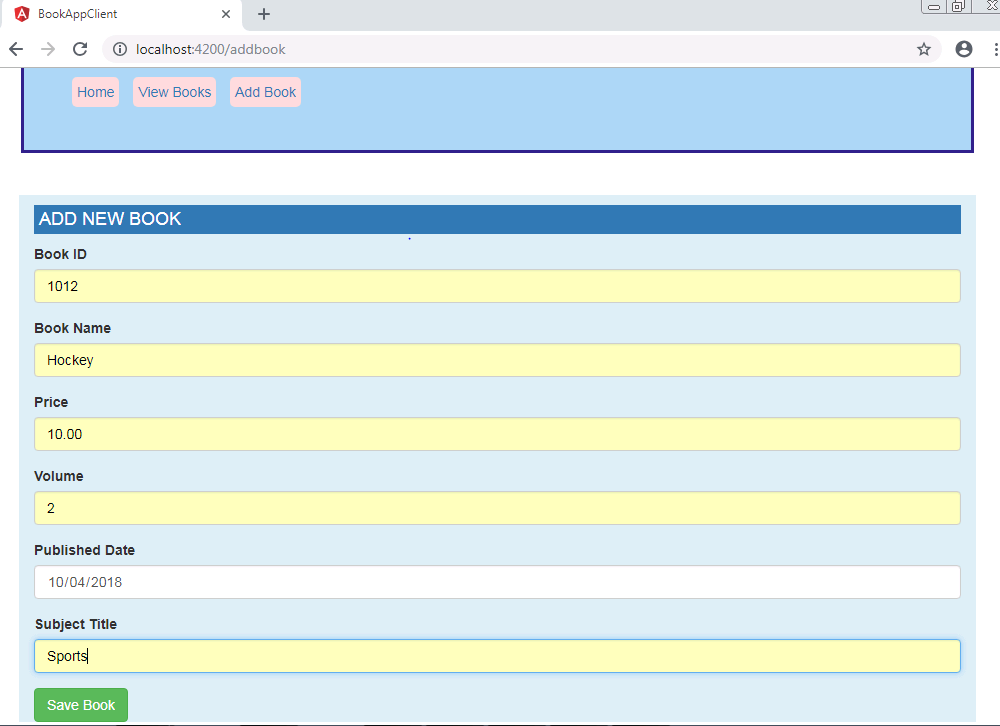 BookAppClient
localhost:4200/addbook
Home View Books Add Book
ADD NEW BOOK
Book ID
1012
Book Name
Hockey
Price
10.00
Volume
2
Published Date
10/04/2018
Subject Title
Sports
Save Book